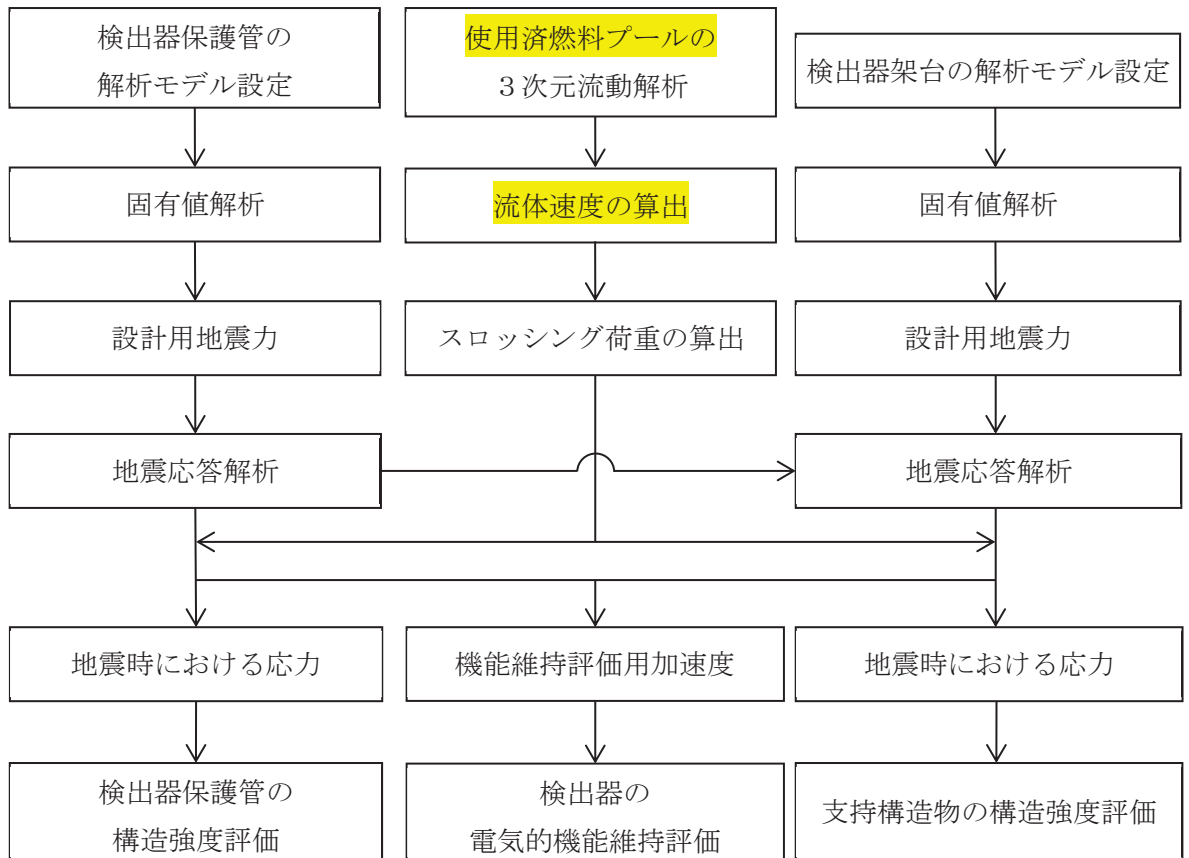 検出器保護管の
解析モデル設定
使用済燃料プールの
３次元流動解析
検出器架台の解析モデル設定
固有値解析
流体速度の算出
固有値解析
設計用地震力
スロッシング荷重の算出
設計用地震力
地震応答解析
地震応答解析
地震時における応力
機能維持評価用加速度
地震時における応力
検出器保護管の
構造強度評価
検出器の
電気的機能維持評価
支持構造物の構造強度評価